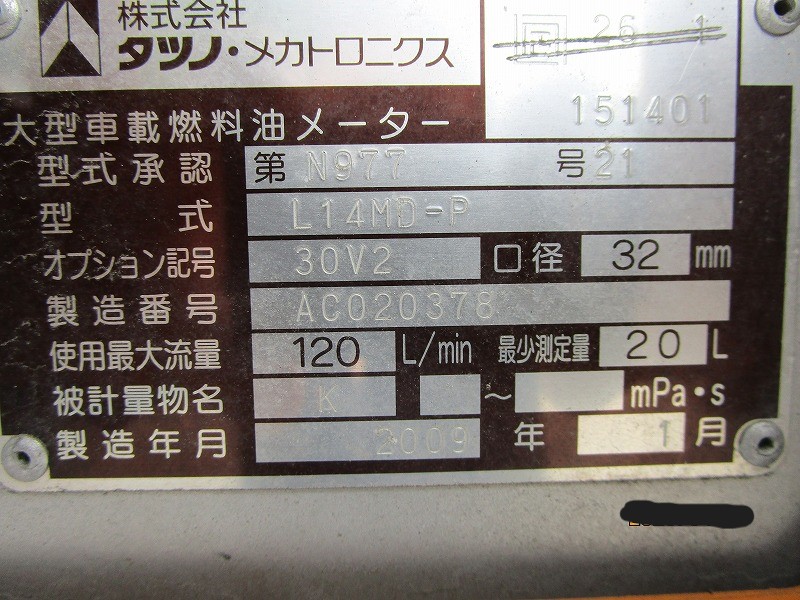 株式会社
タツノ・メカトロニクス
26 1
151401
大型車載燃料油メーター
型式承認 第 N977 号 21
型式 L14MD-P
オプション記号 30V2 口径 32 mm
製造番号 AC020378
使用最大流量 120 L/min 最少測定量 20 L
被計量物名 K ～ mPa・s
製造年月 2009 年 1 月